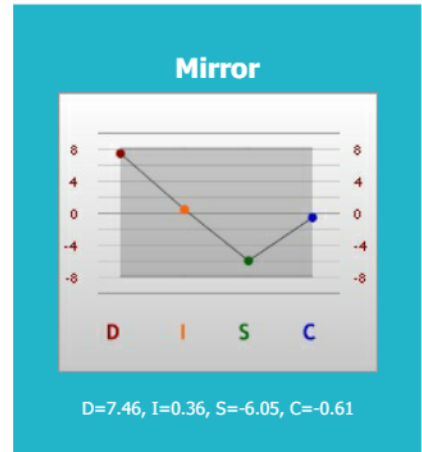 Mirror
8 8
4 4
0 0
-4 -4
-8 -8
D I S C
D=7.46, I=0.36, S=-6.05, C=-0.61